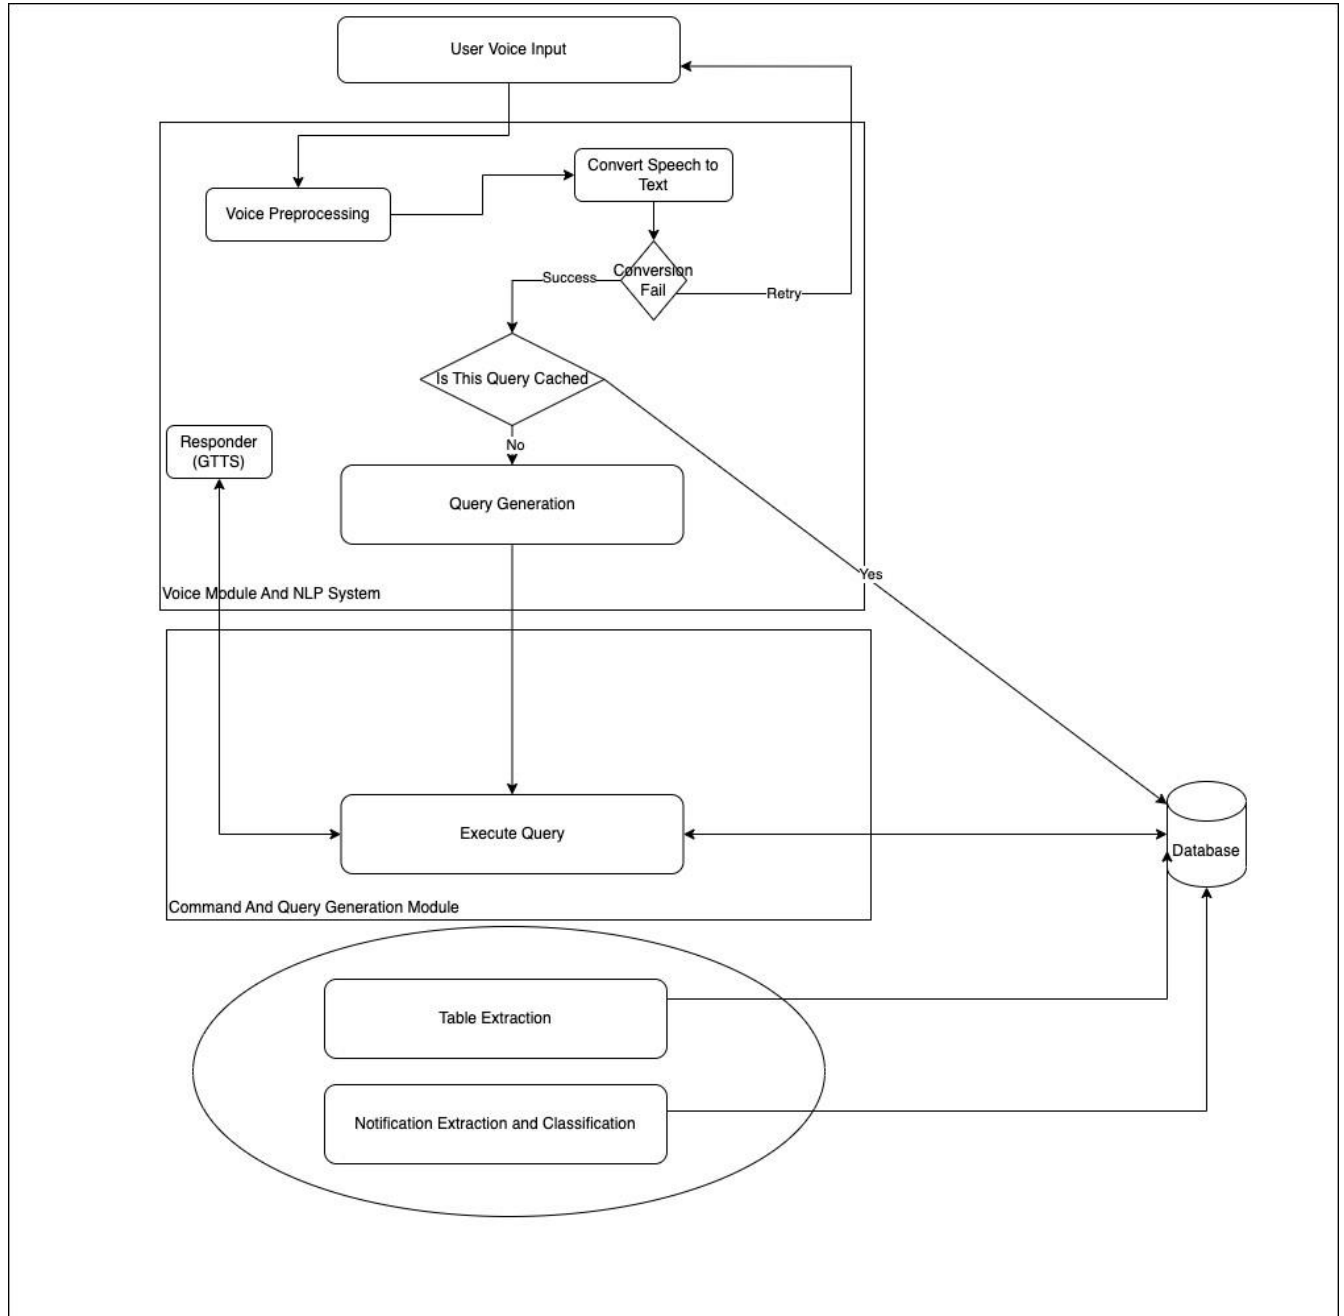 User Voice Input
Convert Speech to
Text
Voice Preprocessing
Conversion
Fail
Success
Retry
Is This Query Cached
No
Responder
(GTTS)
Query Generation
Yes
Voice Module And NLP System
Execute Query
Database
Command And Query Generation Module
Table Extraction
Notification Extraction and Classification